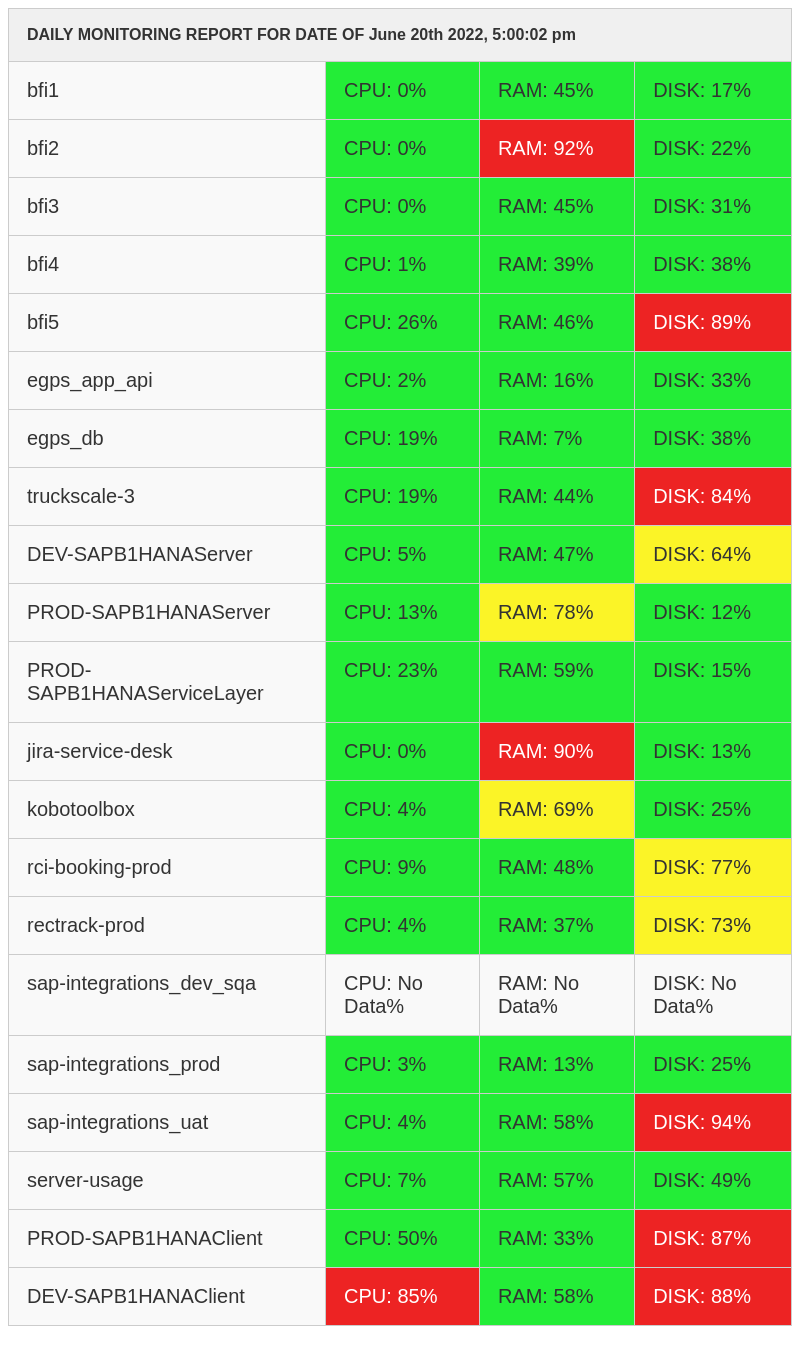 DAILY MONITORING REPORT FOR DATE OF June 20th 2022, 5:00:02 pm
bfi1 CPU: 0% RAM: 45% DISK: 17%
bfi2 CPU: 0% RAM: 92% DISK: 22%
bfi3 CPU: 0% RAM: 45% DISK: 31%
bfi4 CPU: 1% RAM: 39% DISK: 38%
bfi5 CPU: 26% RAM: 46% DISK: 89%
egps_app_api CPU: 2% RAM: 16% DISK: 33%
egps_db CPU: 19% RAM: 7% DISK: 38%
truckscale-3 CPU: 19% RAM: 44% DISK: 84%
DEV-SAPB1HANAServer CPU: 5% RAM: 47% DISK: 64%
PROD-SAPB1HANAServer CPU: 13% RAM: 78% DISK: 12%
PROD- CPU: 23% RAM: 59% DISK: 15%
SAPB1HANAServiceLayer
jira-service-desk CPU: 0% RAM: 90% DISK: 13%
kobotoolbox CPU: 4% RAM: 69% DISK: 25%
rci-booking-prod CPU: 9% RAM: 48% DISK: 77%
rectrack-prod CPU: 4% RAM: 37% DISK: 73%
sap-integrations_dev_sqa CPU: No RAM: No DISK: No
Data% Data% Data%
sap-integrations_prod CPU: 3% RAM: 13% DISK: 25%
sap-integrations_uat CPU: 4% RAM: 58% DISK: 94%
server-usage CPU: 7% RAM: 57% DISK: 49%
PROD-SAPB1HANAClient CPU: 50% RAM: 33% DISK: 87%
DEV-SAPB1HANAClient CPU: 85% RAM: 58% DISK: 88%